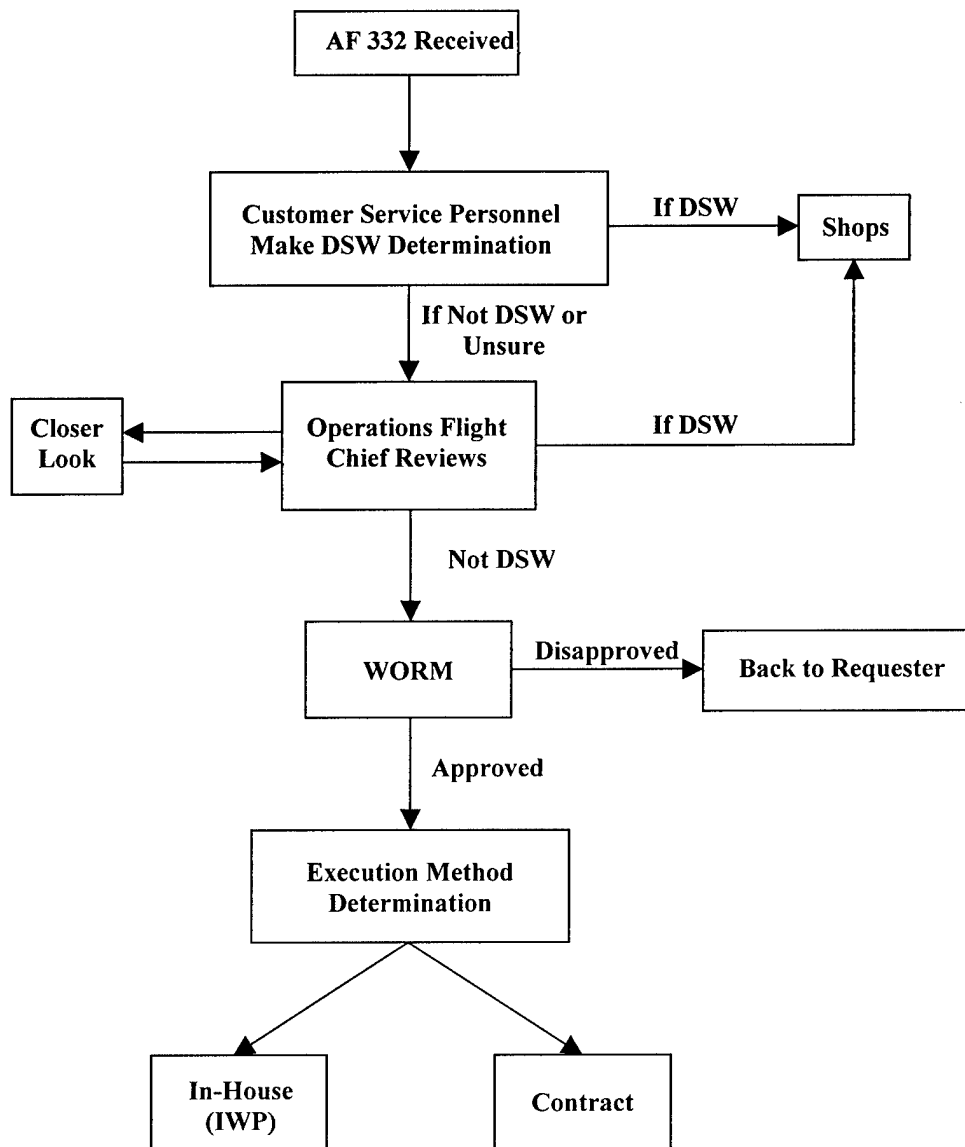 AF 332 Received
Customer Service Personnel
Make DSW Determination
If DSW
Shops
If Not DSW or
Unsure
Closer
Look
Operations Flight
Chief Reviews
If DSW
Not DSW
WORM
Disapproved
Back to Requester
Approved
Execution Method
Determination
In-House
(IWP)
Contract